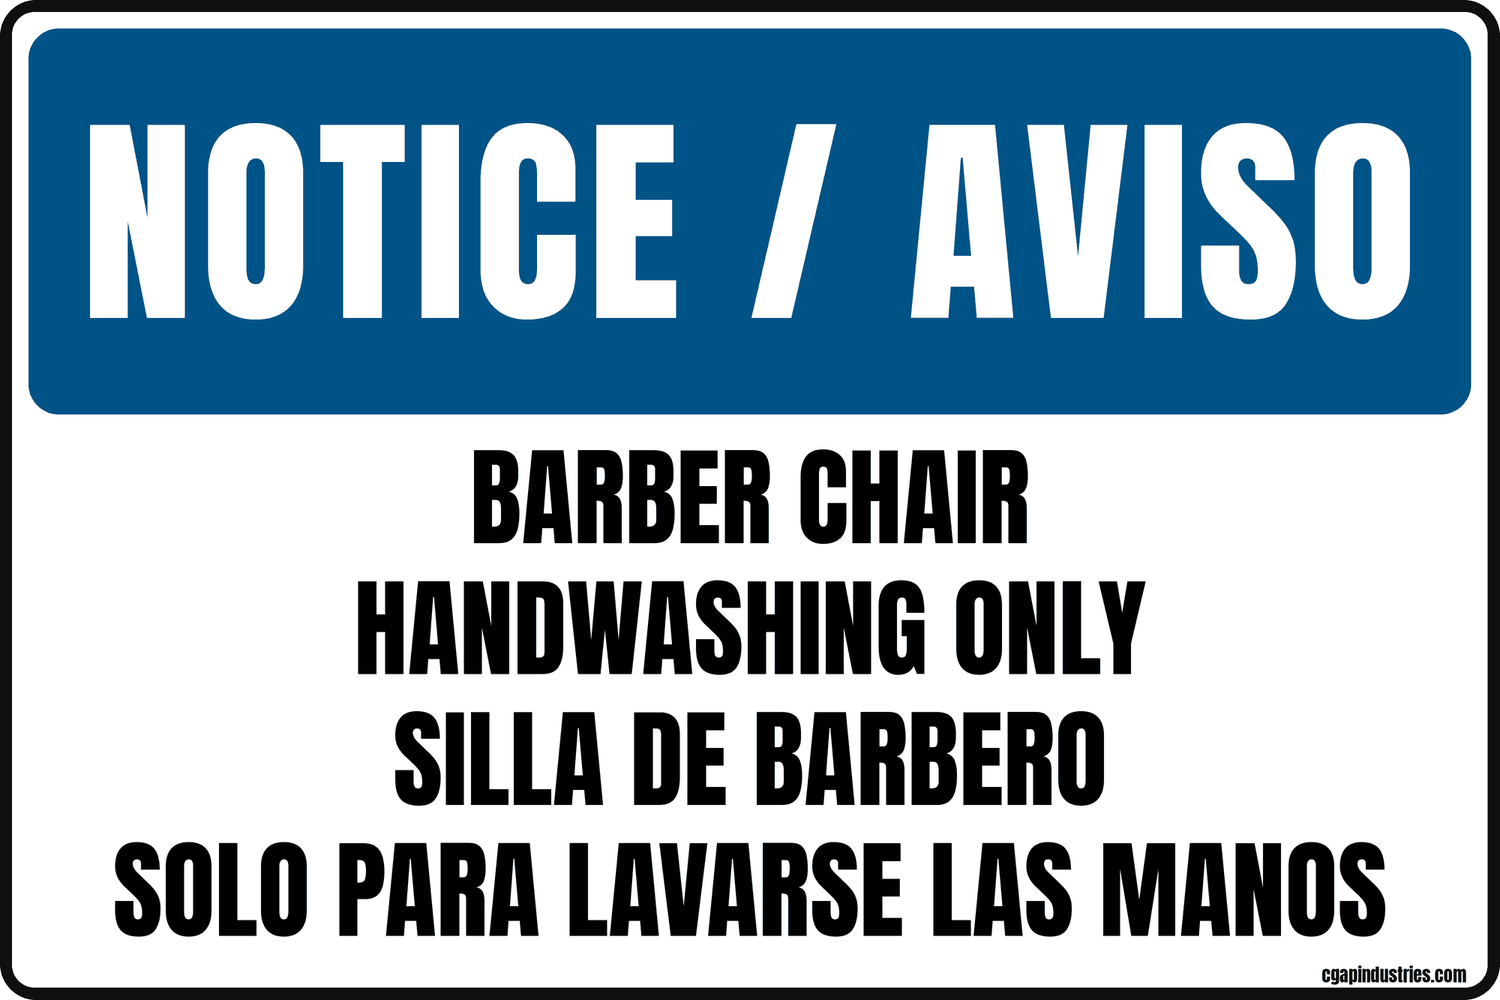 NOTICE / AVISO
BARBER CHAIR
HANDWASHING ONLY
SILLA DE BARBERO
SOLO PARA LAVARSE LAS MANOS
cgapindustries.com